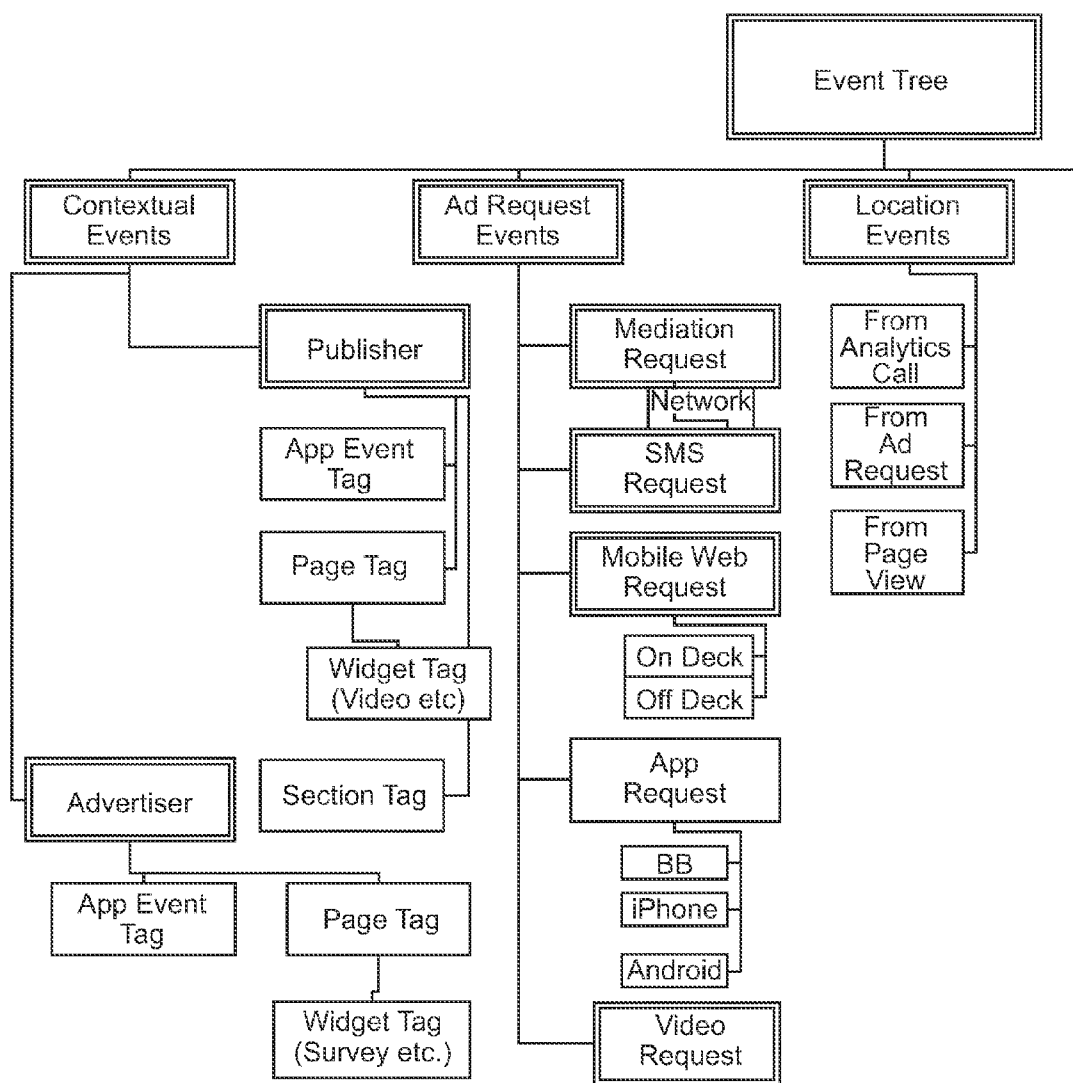 Event Tree
Contextual
Events
Ad Request
Events
Location
Events
Publisher
App Event
Tag
Page Tag
Widget Tag
(Video etc)
Section Tag
Advertiser
App Event
Tag
Page Tag
Widget Tag
(Survey etc.)
Mediation
Request
Network
SMS
Request
Mobile Web
Request
On Deck
Off Deck
App
Request
BB
iPhone
Android
Video
Request
From
Analytics
Call
From
Ad
Request
From
Page
View